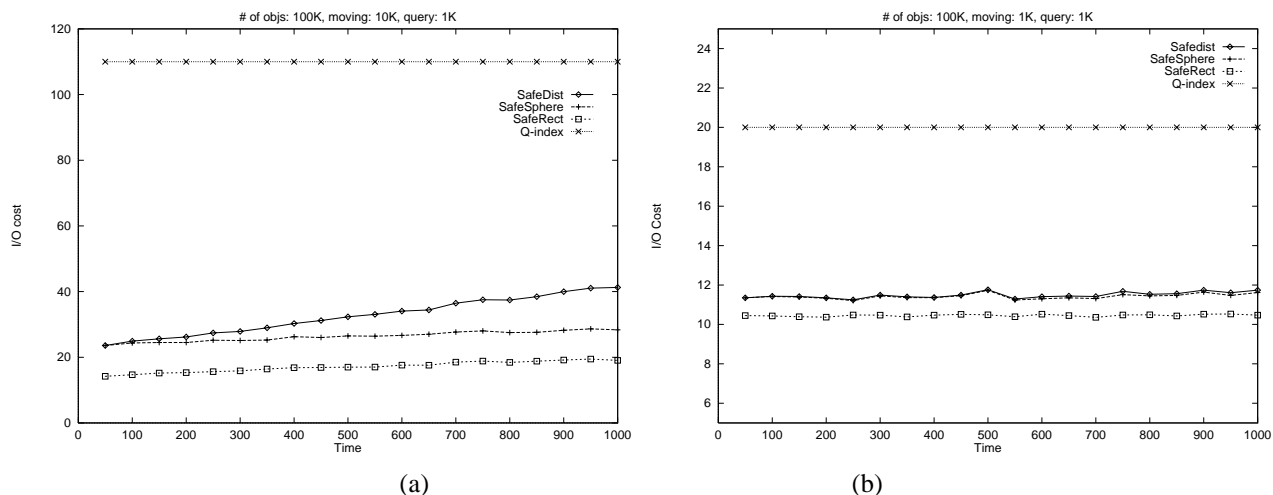 # of objs: 100K, moving: 10K, query: 1K
120
100
80
60
40
20
0
I/O cost
SafeDist
SafeSphere
SafeRect
Q-index
0 100 200 300 400 500 600 700 800 900 1000
Time
(a)
# of objs: 100K, moving: 1K, query: 1K
24
22
20
18
16
14
12
10
8
6
I/O Cost
Safedist
SafeSphere
SafeRect
Q-index
0 100 200 300 400 500 600 700 800 900 1000
Time
(b)